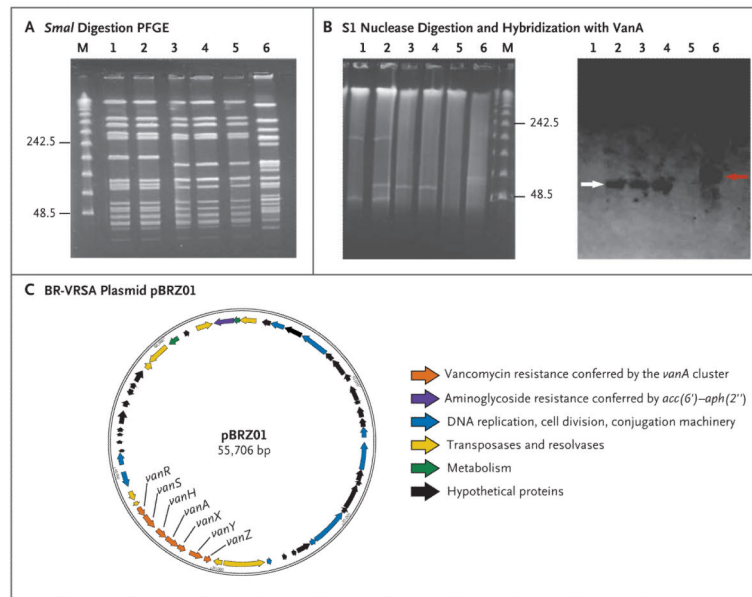 A SmaI Digestion PFGE
M 1 2 3 4 5 6
242.5
48.5
B S1 Nuclease Digestion and Hybridization with VanA
1 2 3 4 5 6 M
242.5
48.5
1 2 3 4 5 6
C BR-VRSA Plasmid pBRZ01
pBRZ01
55,706 bp
vanR
vanS
vanH
vanA
vanX
vanY
vanZ
Vancomycin resistance conferred by the vanA cluster
Aminoglycoside resistance conferred by acc(6')–aph(2'')
DNA replication, cell division, conjugation machinery
Transposases and resolvases
Metabolism
Hypothetical proteins